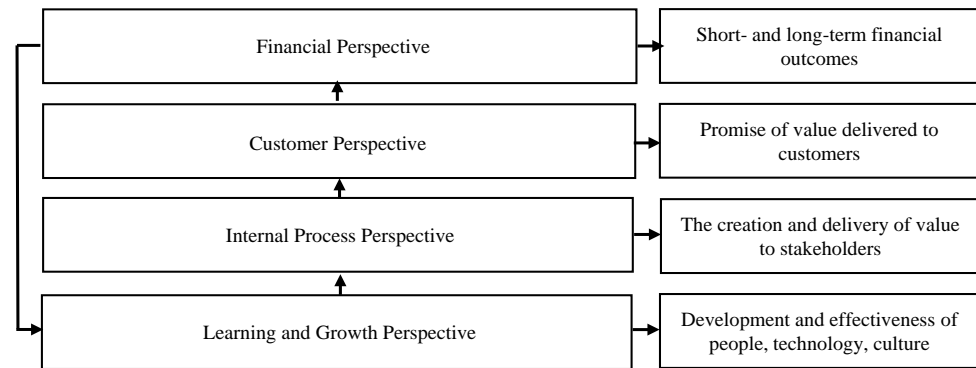 Financial Perspective
Short- and long-term financial
outcomes
Customer Perspective
Promise of value delivered to
customers
Internal Process Perspective
The creation and delivery of value
to stakeholders
Learning and Growth Perspective
Development and effectiveness of
people, technology, culture